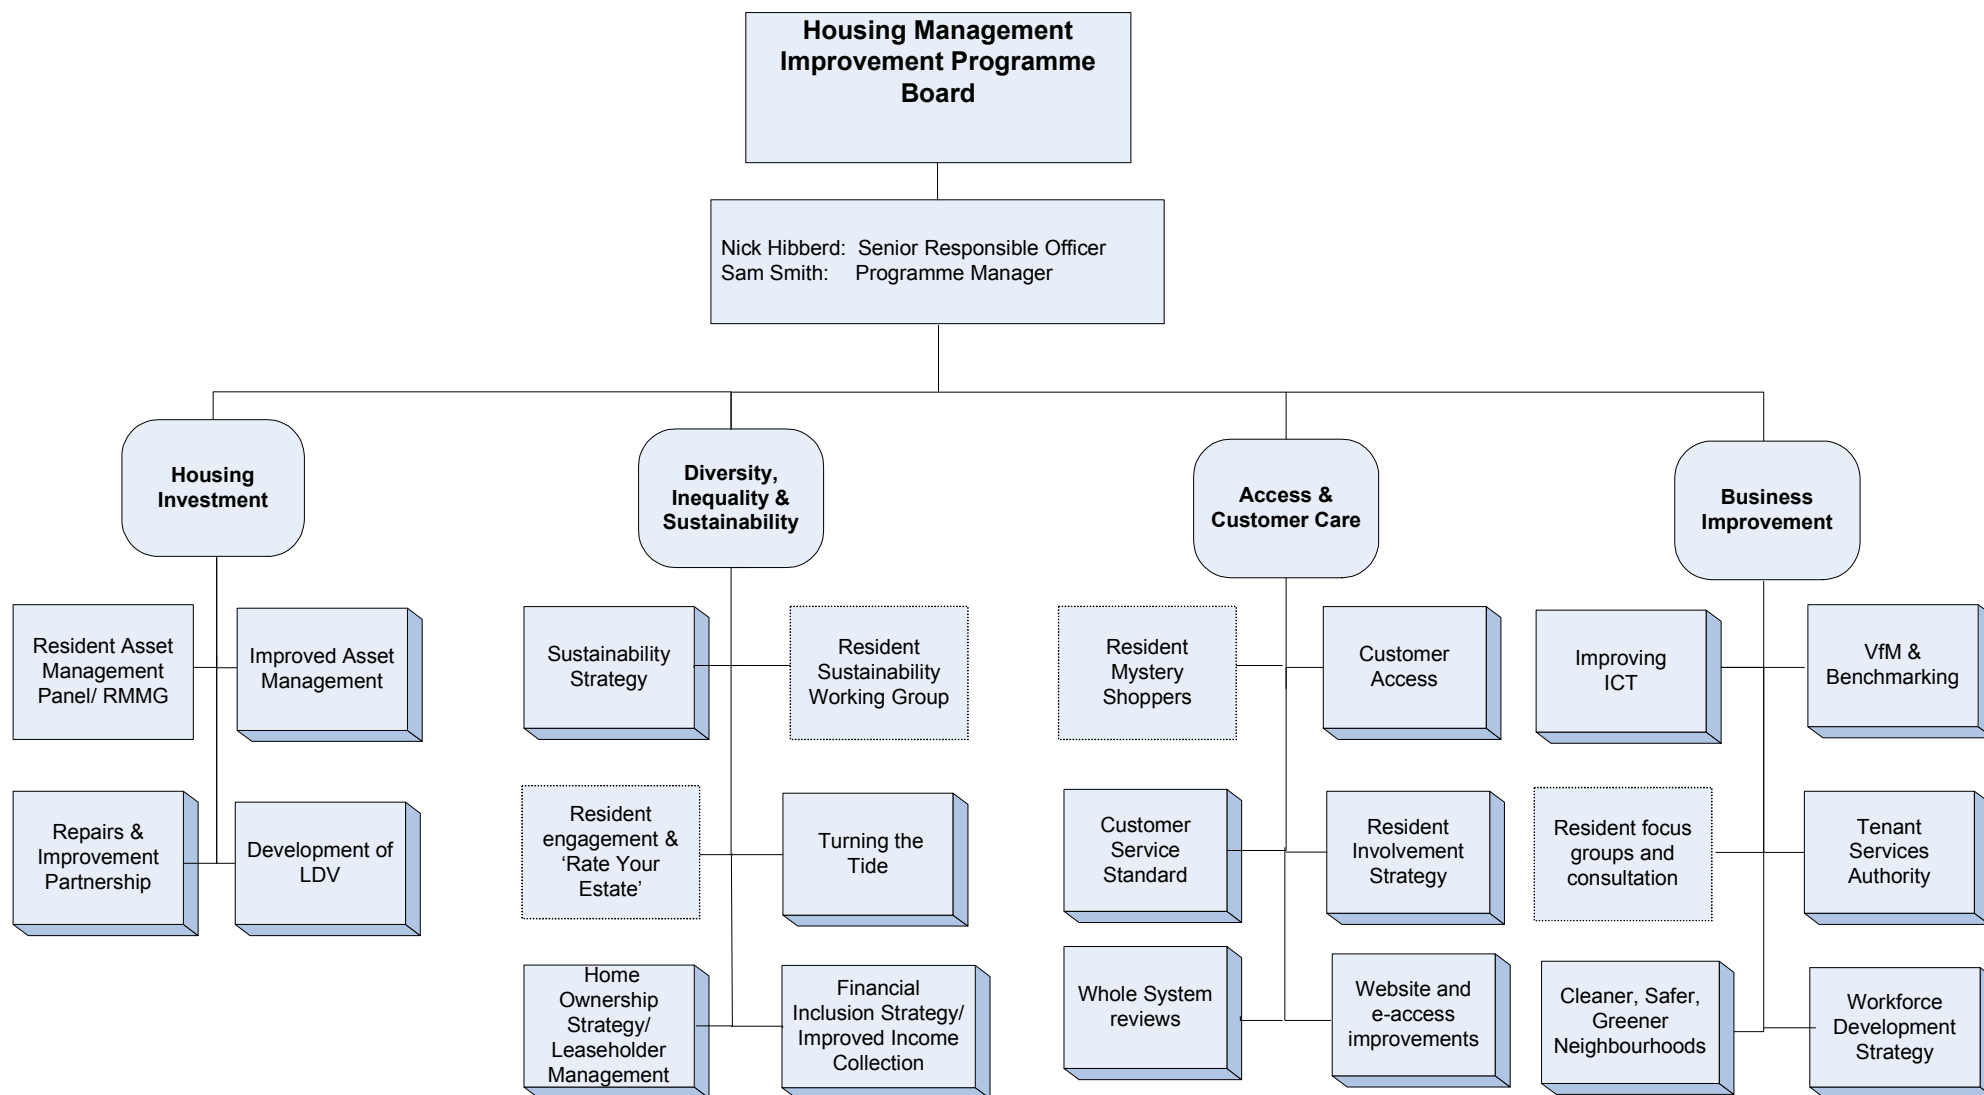 Housing Management
Improvement Programme
Board
Nick Hibberd: Senior Responsible Officer
Sam Smith: Programme Manager
Housing
Investment
Diversity,
Inequality &
Sustainability
Access &
Customer Care
Business
Improvement
Resident Asset
Management
Panel/ RMMG
Improved Asset
Management
Sustainability
Strategy
Resident
Sustainability
Working Group
Resident
Mystery
Shoppers
Customer
Access
Improving
ICT
VfM &
Benchmarking
Repairs &
Improvement
Partnership
Development of
LDV
Resident
engagement &
‘Rate Your
Estate’
Turning the
Tide
Customer
Service
Standard
Resident
Involvement
Strategy
Resident focus
groups and
consultation
Tenant
Services
Authority
Home
Ownership
Strategy/
Leaseholder
Management
Financial
Inclusion Strategy/
Improved Income
Collection
Whole System
reviews
Website and
e-access
improvements
Cleaner, Safer,
Greener
Neighbourhoods
Workforce
Development
Strategy